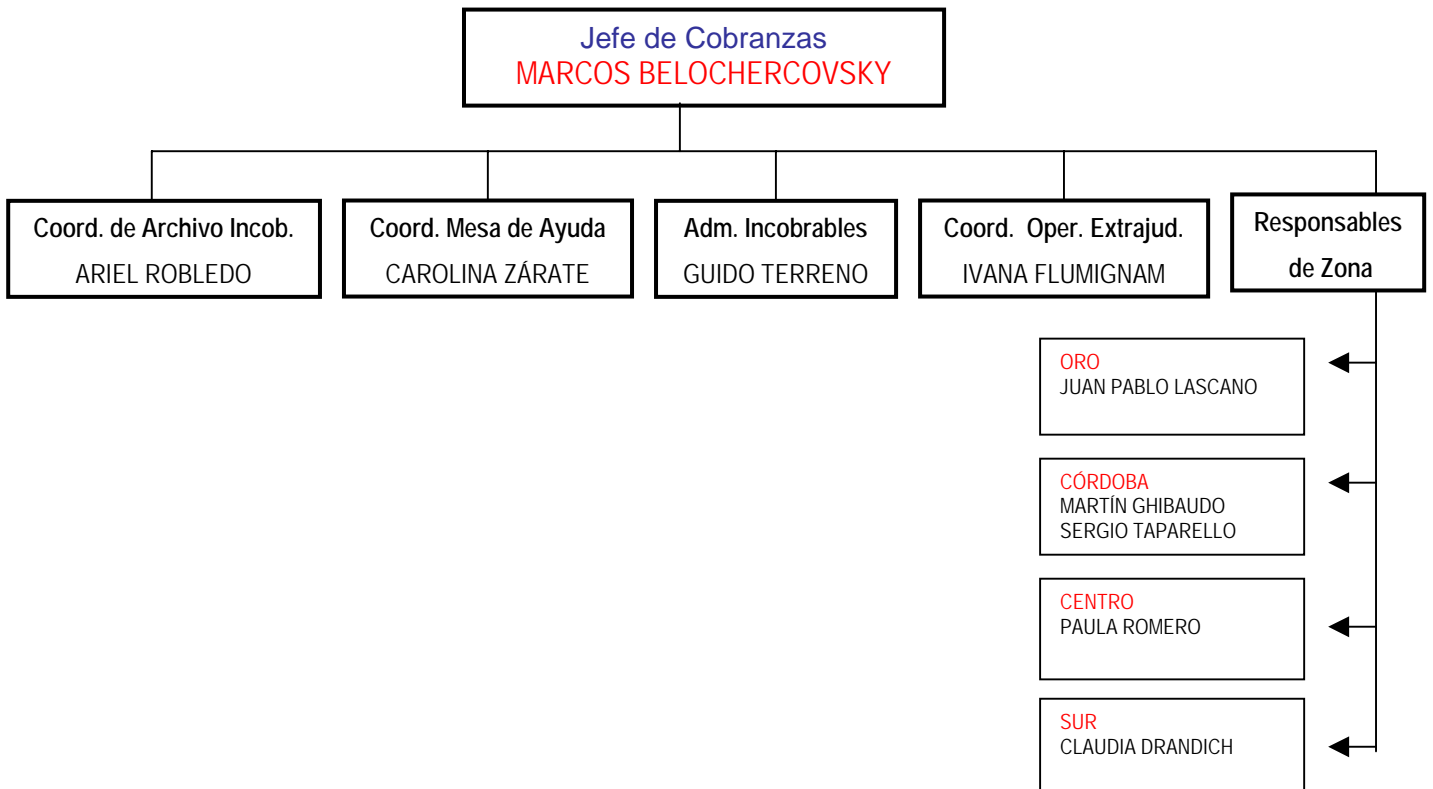 Jefe de Cobranzas
MARCOS BELOCHERCOVSKY
Coord. de Archivo Incob.
ARIEL ROBLEDO
Coord. Mesa de Ayuda
CAROLINA ZÁRATE
Adm. Incobrables
GUIDO TERRENO
Coord. Oper. Extrajud.
IVANA FLUMIGNAM
Responsables
de Zona
ORO
JUAN PABLO LASCANO
CÓRDOBA
MARTÍN GHIBAUDO
SERGIO TAPARELLO
CENTRO
PAULA ROMERO
SUR
CLAUDIA DRANDICH